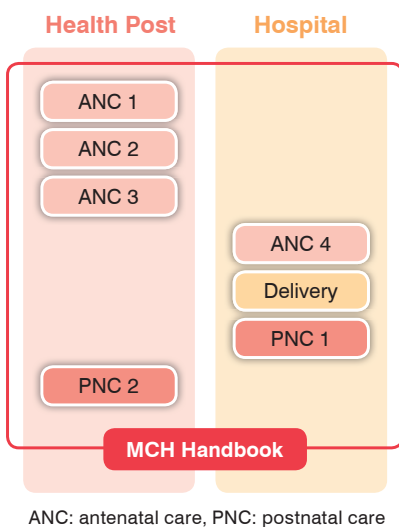 Health Post
Hospital
ANC 1
ANC 2
ANC 3
ANC 4
Delivery
PNC 1
PNC 2
MCH Handbook
ANC: antenatal care, PNC: postnatal care